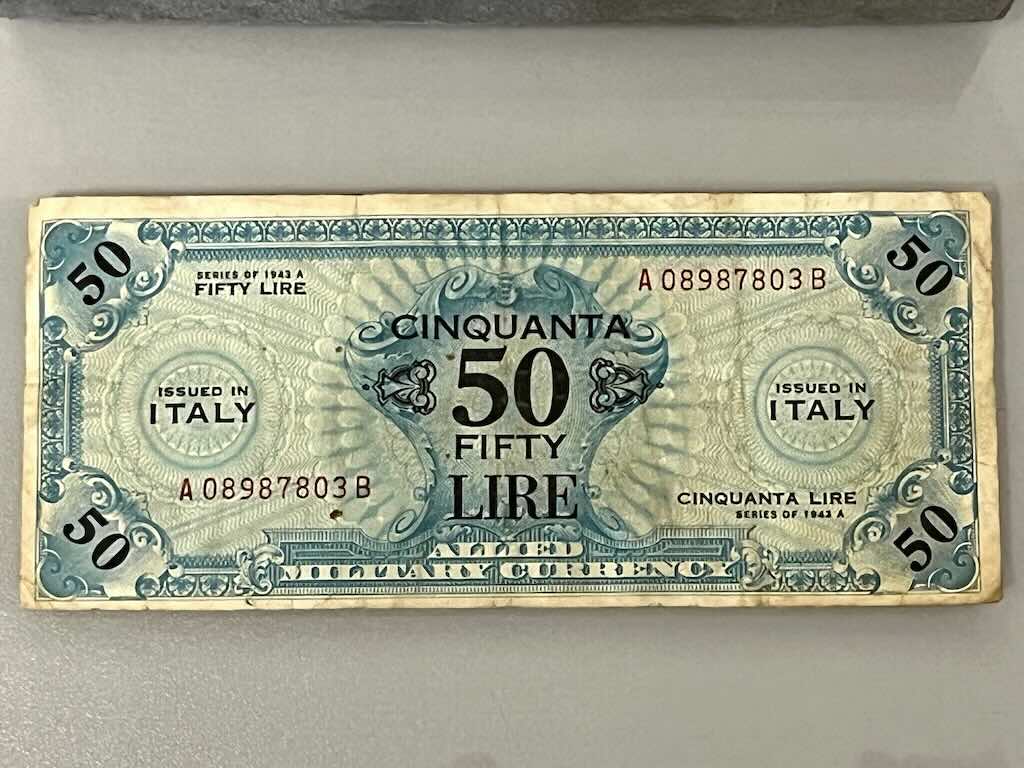 50
50
SERIES OF 1943 A
FIFTY LIRE
A 08987803 B
CINQUANTA
50
FIFTY
LIRE
ISSUED IN
ITALY
ISSUED IN
ITALY
A 08987803 B
CINQUANTA LIRE
SERIES OF 1943 A
50
50
ALLIED
MILITARY CURRENCY